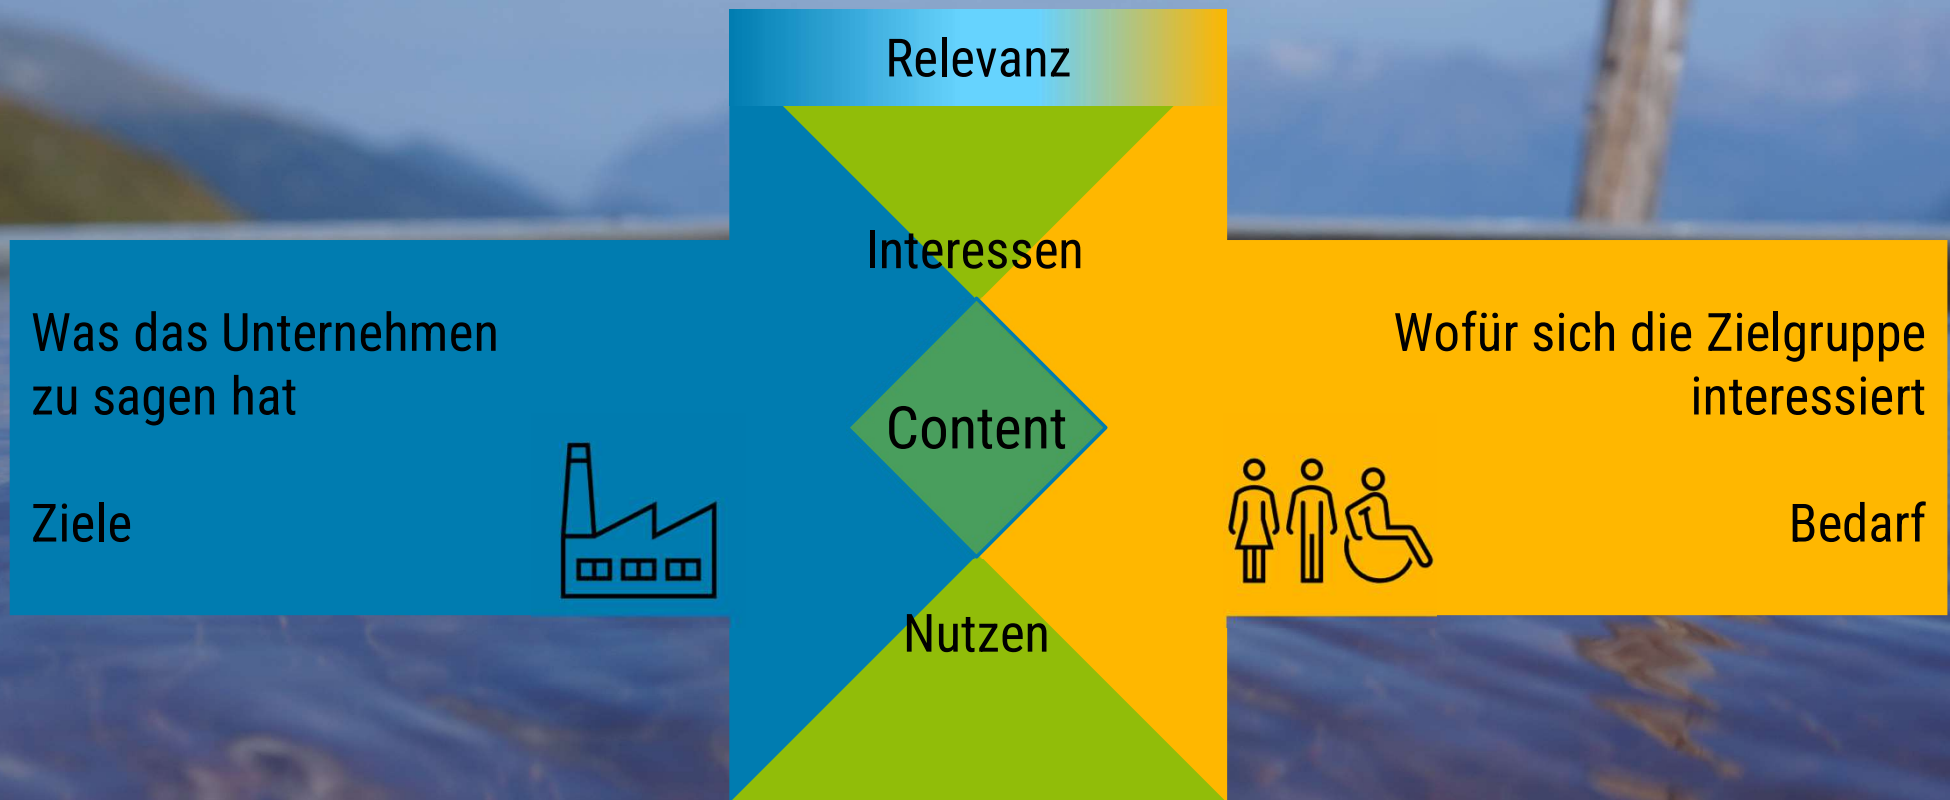 Relevanz
Interessen
Was das Unternehmen
zu sagen hat
Ziele
Content
Wofür sich die Zielgruppe
interessiert
Bedarf
Nutzen